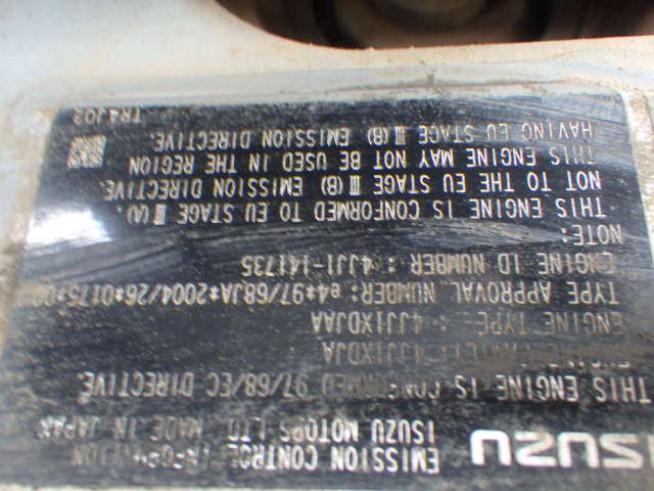 ISUZU
EMISSION CONTROL
ISUZU MOTORS LTD. MADE IN JAPAN
THIS ENGINE IS 97/68/EC DIRECTIVE.
4JJ1XDJA
ENGINE TYPE : 4JJ1XDJAA
TYPE APPROVAL NUMBER: e4*97/68JA*2004/26*0175*
ENGINE ID NUMBER : 4JJ1-141735
NOTE:
THIS ENGINE IS CONFORMED TO EU STAGE Ⅲ (A),
NOT TO THE EU STAGE Ⅲ (B) EMISSION DIRECTIVE.
THIS ENGINE MAY NOT BE USED IN THE REGION
HAVING EU STAGE Ⅲ (B) EMISSION DIRECTIVE.
TR4J02